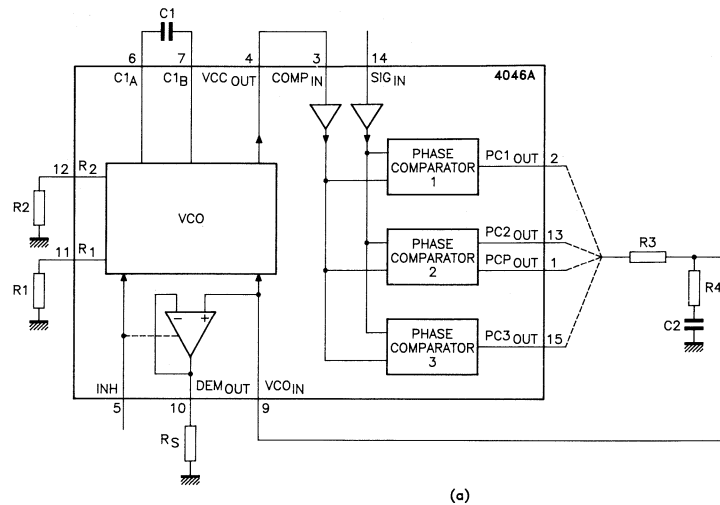 C1
6 7 4 3 14
C1A C1B VCC OUT COMP IN SIG IN 4046A
PHASE COMPARATOR 1
PC1 OUT 2
12 R2
R2
VCO
PHASE COMPARATOR 2
PC2 OUT 13
PCP OUT 1
R3
11 R1
R1
R4
C2
PHASE COMPARATOR 3
PC3 OUT 15
− +
INH DEM OUT VCO IN
5 10 9
RS
(a)